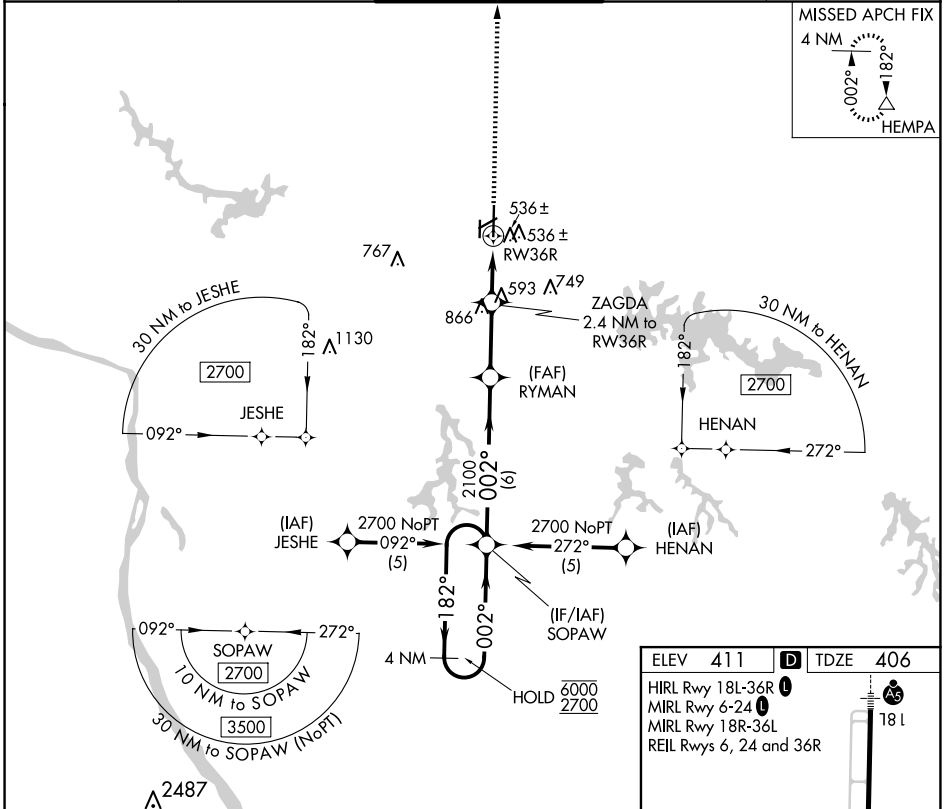 MISSED APCH FIX
4 NM
002°
182°
HEMPA
536 ±
536 ±
RW36R
767
593
749
866
ZAGDA
2.4 NM to
RW36R
30 NM to JESHE
182°
1130
2700
JESHE
092°
(FAF)
RYMAN
30 NM to HENAN
182°
2700
HENAN
272°
2100
002°
(6)
(IAF)
JESHE
2700 NoPT
092°
(5)
2700 NoPT
272°
(5)
(IAF)
HENAN
182°
002°
(IF/IAF)
SOPAW
4 NM
HOLD 6000
2700
092°
272°
SOPAW
2700
10 NM to SOPAW
3500
30 NM to SOPAW (NoPT)
2487
ELEV 411 D TDZE 406
HIRL Rwy 18L-36R L
MIRL Rwy 6-24 L
MIRL Rwy 18R-36L
REIL Rwys 6, 24 and 36R
A5
18L